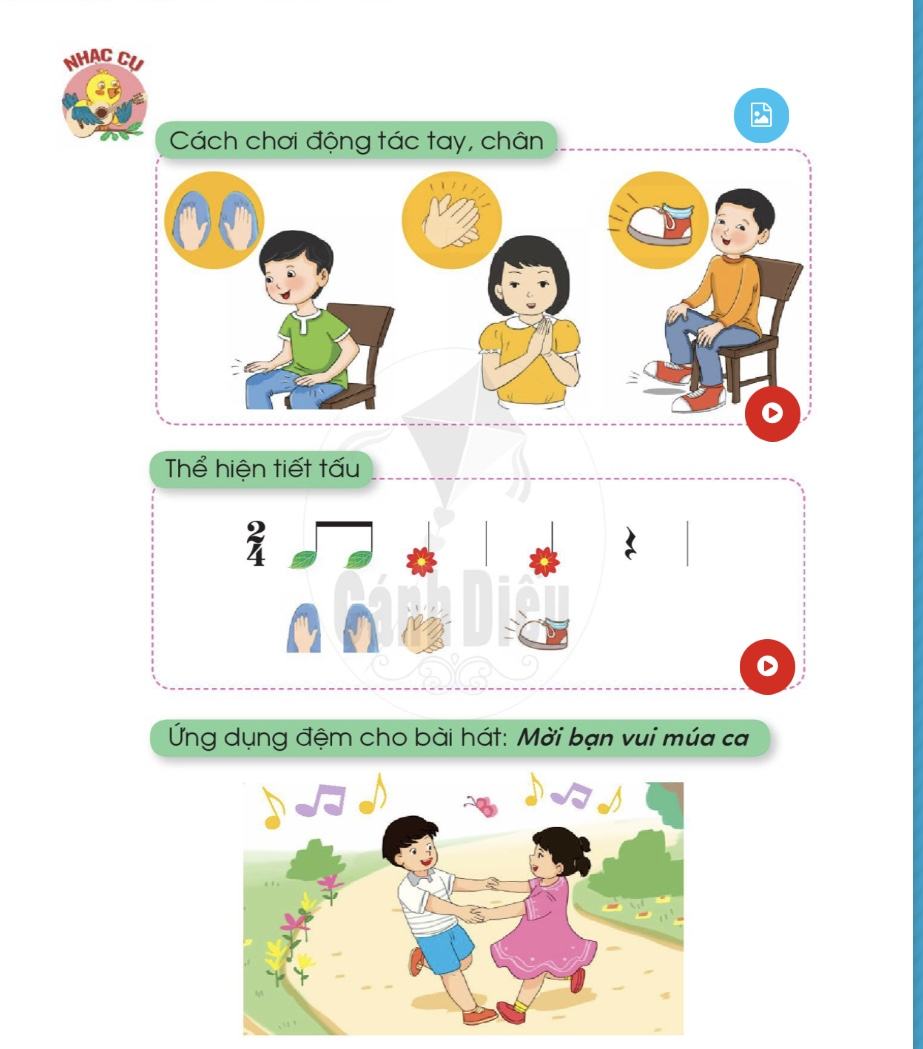 NHẠC CỤ
Cách chơi động tác tay, chân
Thể hiện tiết tấu
2
4
Cánh Diều
Ứng dụng đệm cho bài hát: Mời bạn vui múa ca